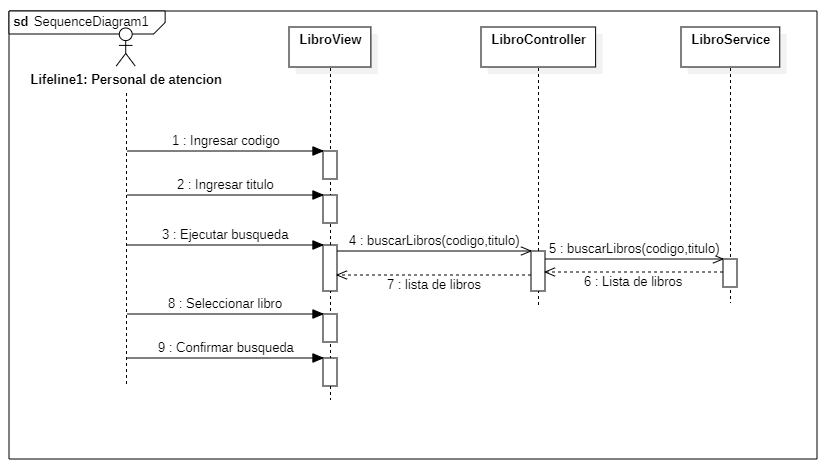 sd SequenceDiagram1
LibroView
LibroController
LibroService
Lifeline1: Personal de atencion
1 : Ingresar codigo
2 : Ingresar titulo
3 : Ejecutar busqueda
4 : buscarLibros(codigo,titulo)
5 : buscarLibros(codigo,titulo)
7 : lista de libros
6 : Lista de libros
8 : Seleccionar libro
9 : Confirmar busqueda